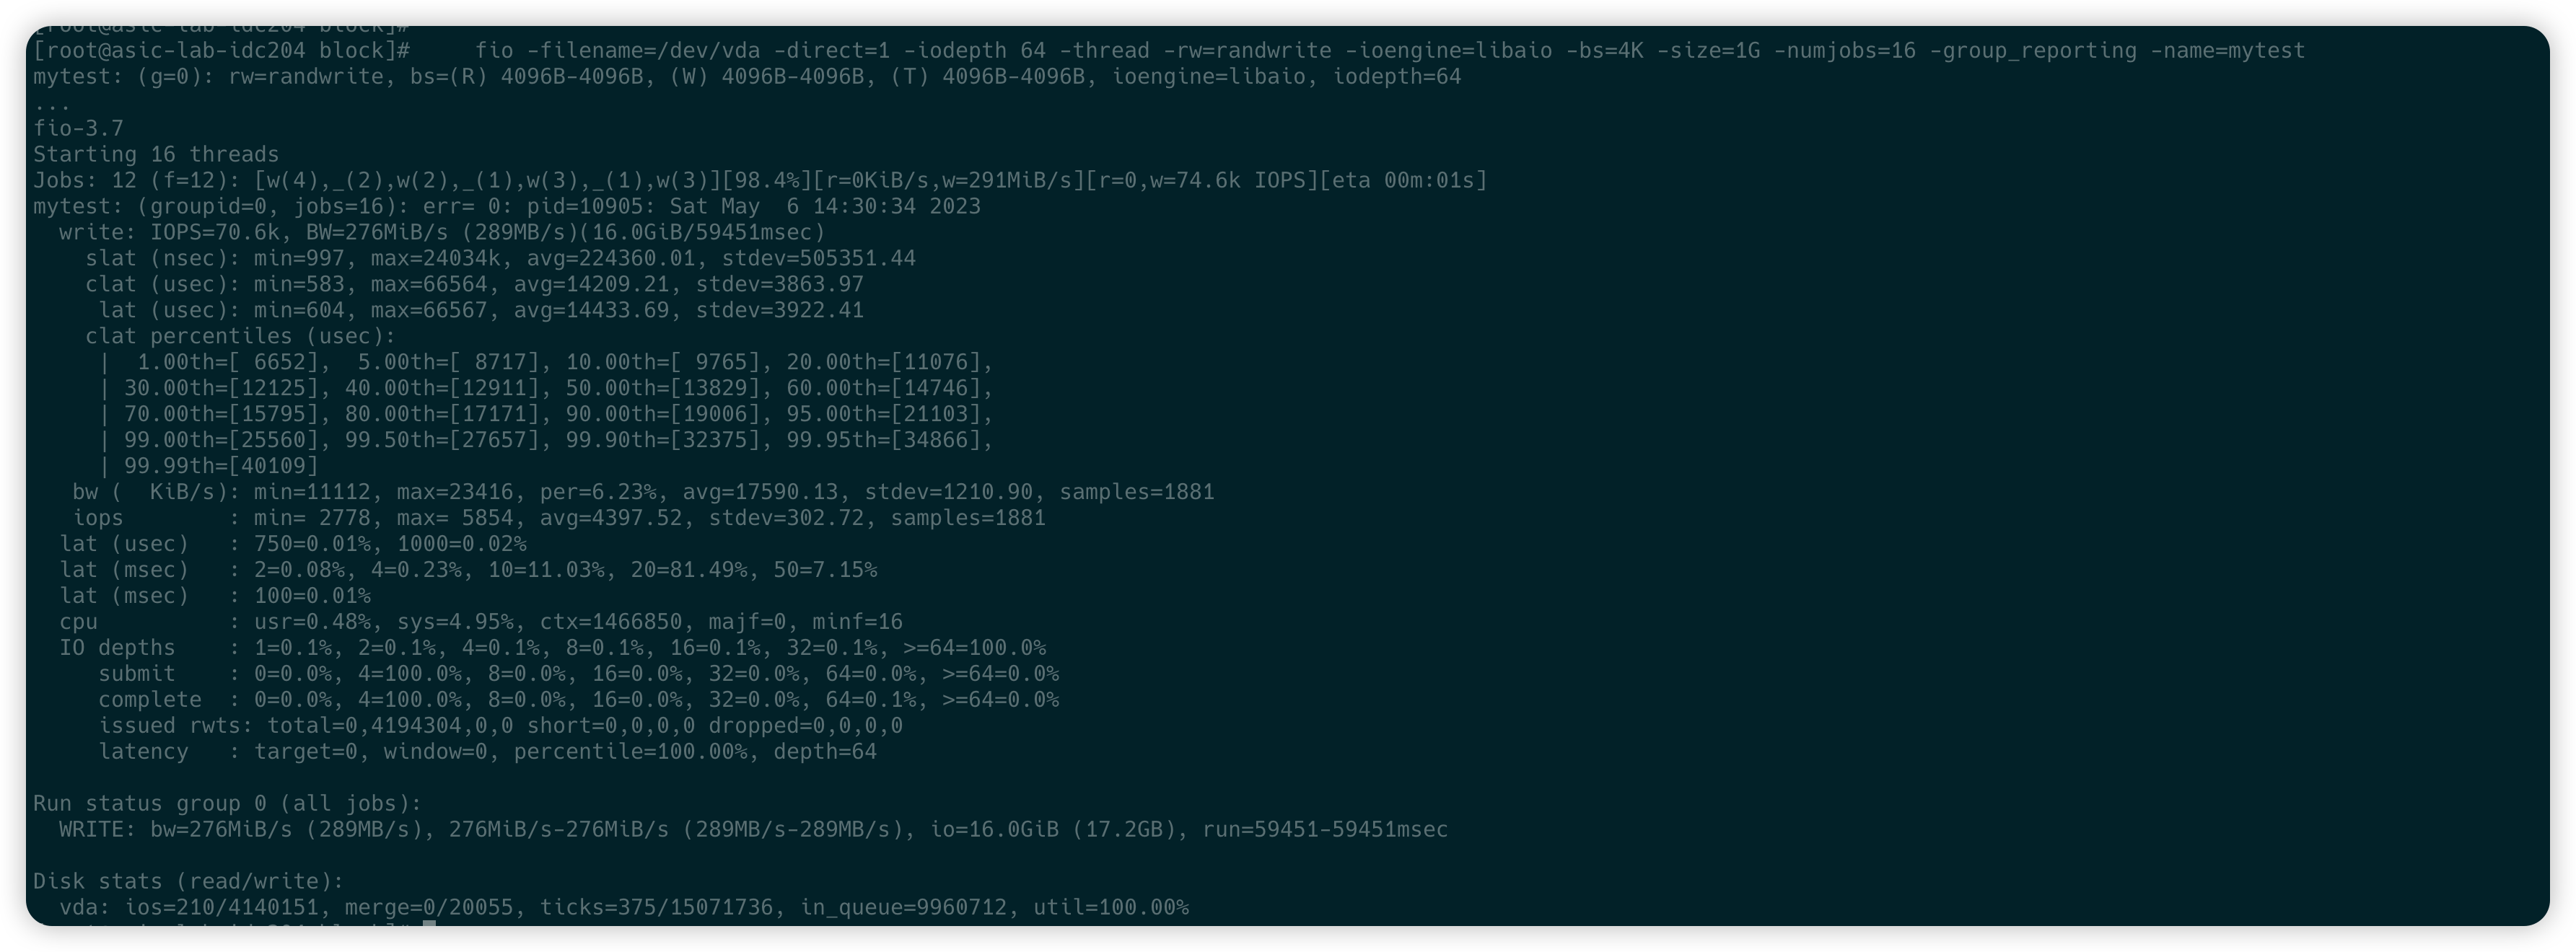 [root@asic-lab-idc204 block]#
[root@asic-lab-idc204 block]#     fio -filename=/dev/vda -direct=1 -iodepth 64 -thread -rw=randwrite -ioengine=libaio -bs=4K -size=1G -numjobs=16 -group_reporting -name=mytest
mytest: (g=0): rw=randwrite, bs=(R) 4096B-4096B, (W) 4096B-4096B, (T) 4096B-4096B, ioengine=libaio, iodepth=64
...
fio-3.7
Starting 16 threads
Jobs: 12 (f=12): [w(4),_(2),w(2),_(1),w(3),_(1),w(3)][98.4%][r=0KiB/s,w=291MiB/s][r=0,w=74.6k IOPS][eta 00m:01s]
mytest: (groupid=0, jobs=16): err= 0: pid=10905: Sat May  6 14:30:34 2023
  write: IOPS=70.6k, BW=276MiB/s (289MB/s)(16.0GiB/59451msec)
    slat (nsec): min=997, max=24034k, avg=224360.01, stdev=505351.44
    clat (usec): min=583, max=66564, avg=14209.21, stdev=3863.97
     lat (usec): min=604, max=66567, avg=14433.69, stdev=3922.41
    clat percentiles (usec):
     |  1.00th=[ 6652],  5.00th=[ 8717], 10.00th=[ 9765], 20.00th=[11076],
     | 30.00th=[12125], 40.00th=[12911], 50.00th=[13829], 60.00th=[14746],
     | 70.00th=[15795], 80.00th=[17171], 90.00th=[19006], 95.00th=[21103],
     | 99.00th=[25560], 99.50th=[27657], 99.90th=[32375], 99.95th=[34866],
     | 99.99th=[40109]
   bw (  KiB/s): min=11112, max=23416, per=6.23%, avg=17590.13, stdev=1210.90, samples=1881
   iops        : min= 2778, max= 5854, avg=4397.52, stdev=302.72, samples=1881
  lat (usec)   : 750=0.01%, 1000=0.02%
  lat (msec)   : 2=0.08%, 4=0.23%, 10=11.03%, 20=81.49%, 50=7.15%
  lat (msec)   : 100=0.01%
  cpu          : usr=0.48%, sys=4.95%, ctx=1466850, majf=0, minf=16
  IO depths    : 1=0.1%, 2=0.1%, 4=0.1%, 8=0.1%, 16=0.1%, 32=0.1%, >=64=100.0%
     submit    : 0=0.0%, 4=100.0%, 8=0.0%, 16=0.0%, 32=0.0%, 64=0.0%, >=64=0.0%
     complete  : 0=0.0%, 4=100.0%, 8=0.0%, 16=0.0%, 32=0.0%, 64=0.1%, >=64=0.0%
     issued rwts: total=0,4194304,0,0 short=0,0,0,0 dropped=0,0,0,0
     latency   : target=0, window=0, percentile=100.00%, depth=64

Run status group 0 (all jobs):
  WRITE: bw=276MiB/s (289MB/s), 276MiB/s-276MiB/s (289MB/s-289MB/s), io=16.0GiB (17.2GB), run=59451-59451msec

Disk stats (read/write):
  vda: ios=210/4140151, merge=0/20055, ticks=375/15071736, in_queue=9960712, util=100.00%